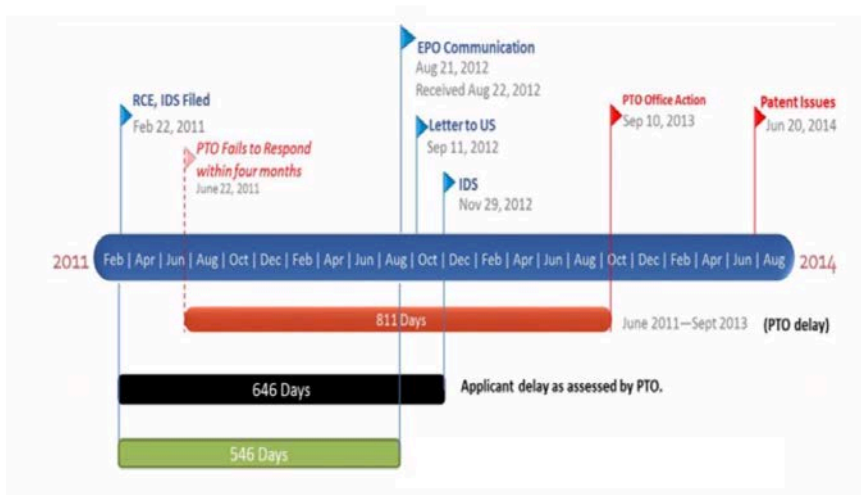 EPO Communication
Aug 21, 2012
Received Aug 22, 2012
RCE, IDS Filed
Feb 22, 2011
PTO Office Action
Sep 10, 2013
Patent Issues
Jun 20, 2014
Letter to US
Sep 11, 2012
PTO Fails to Respond
within four months
June 22, 2011
IDS
Nov 29, 2012
2011 Feb | Apr | Jun | Aug | Oct | Dec | Feb | Apr | Jun | Aug | Oct | Dec | Feb | Apr | Jun | Aug | Oct | Dec | Feb | Apr | Jun | Aug 2014
811 Days June 2011—Sept 2013 (PTO delay)
646 Days Applicant delay as assessed by PTO.
546 Days